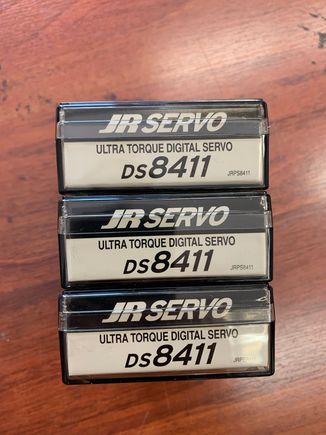 JR SERVO
ULTRA TORQUE DIGITAL SERVO
DS8411
JRPS8411
JR SERVO
ULTRA TORQUE DIGITAL SERVO
DS8411
JRPS8411
JR SERVO
ULTRA TORQUE DIGITAL SERVO
DS8411